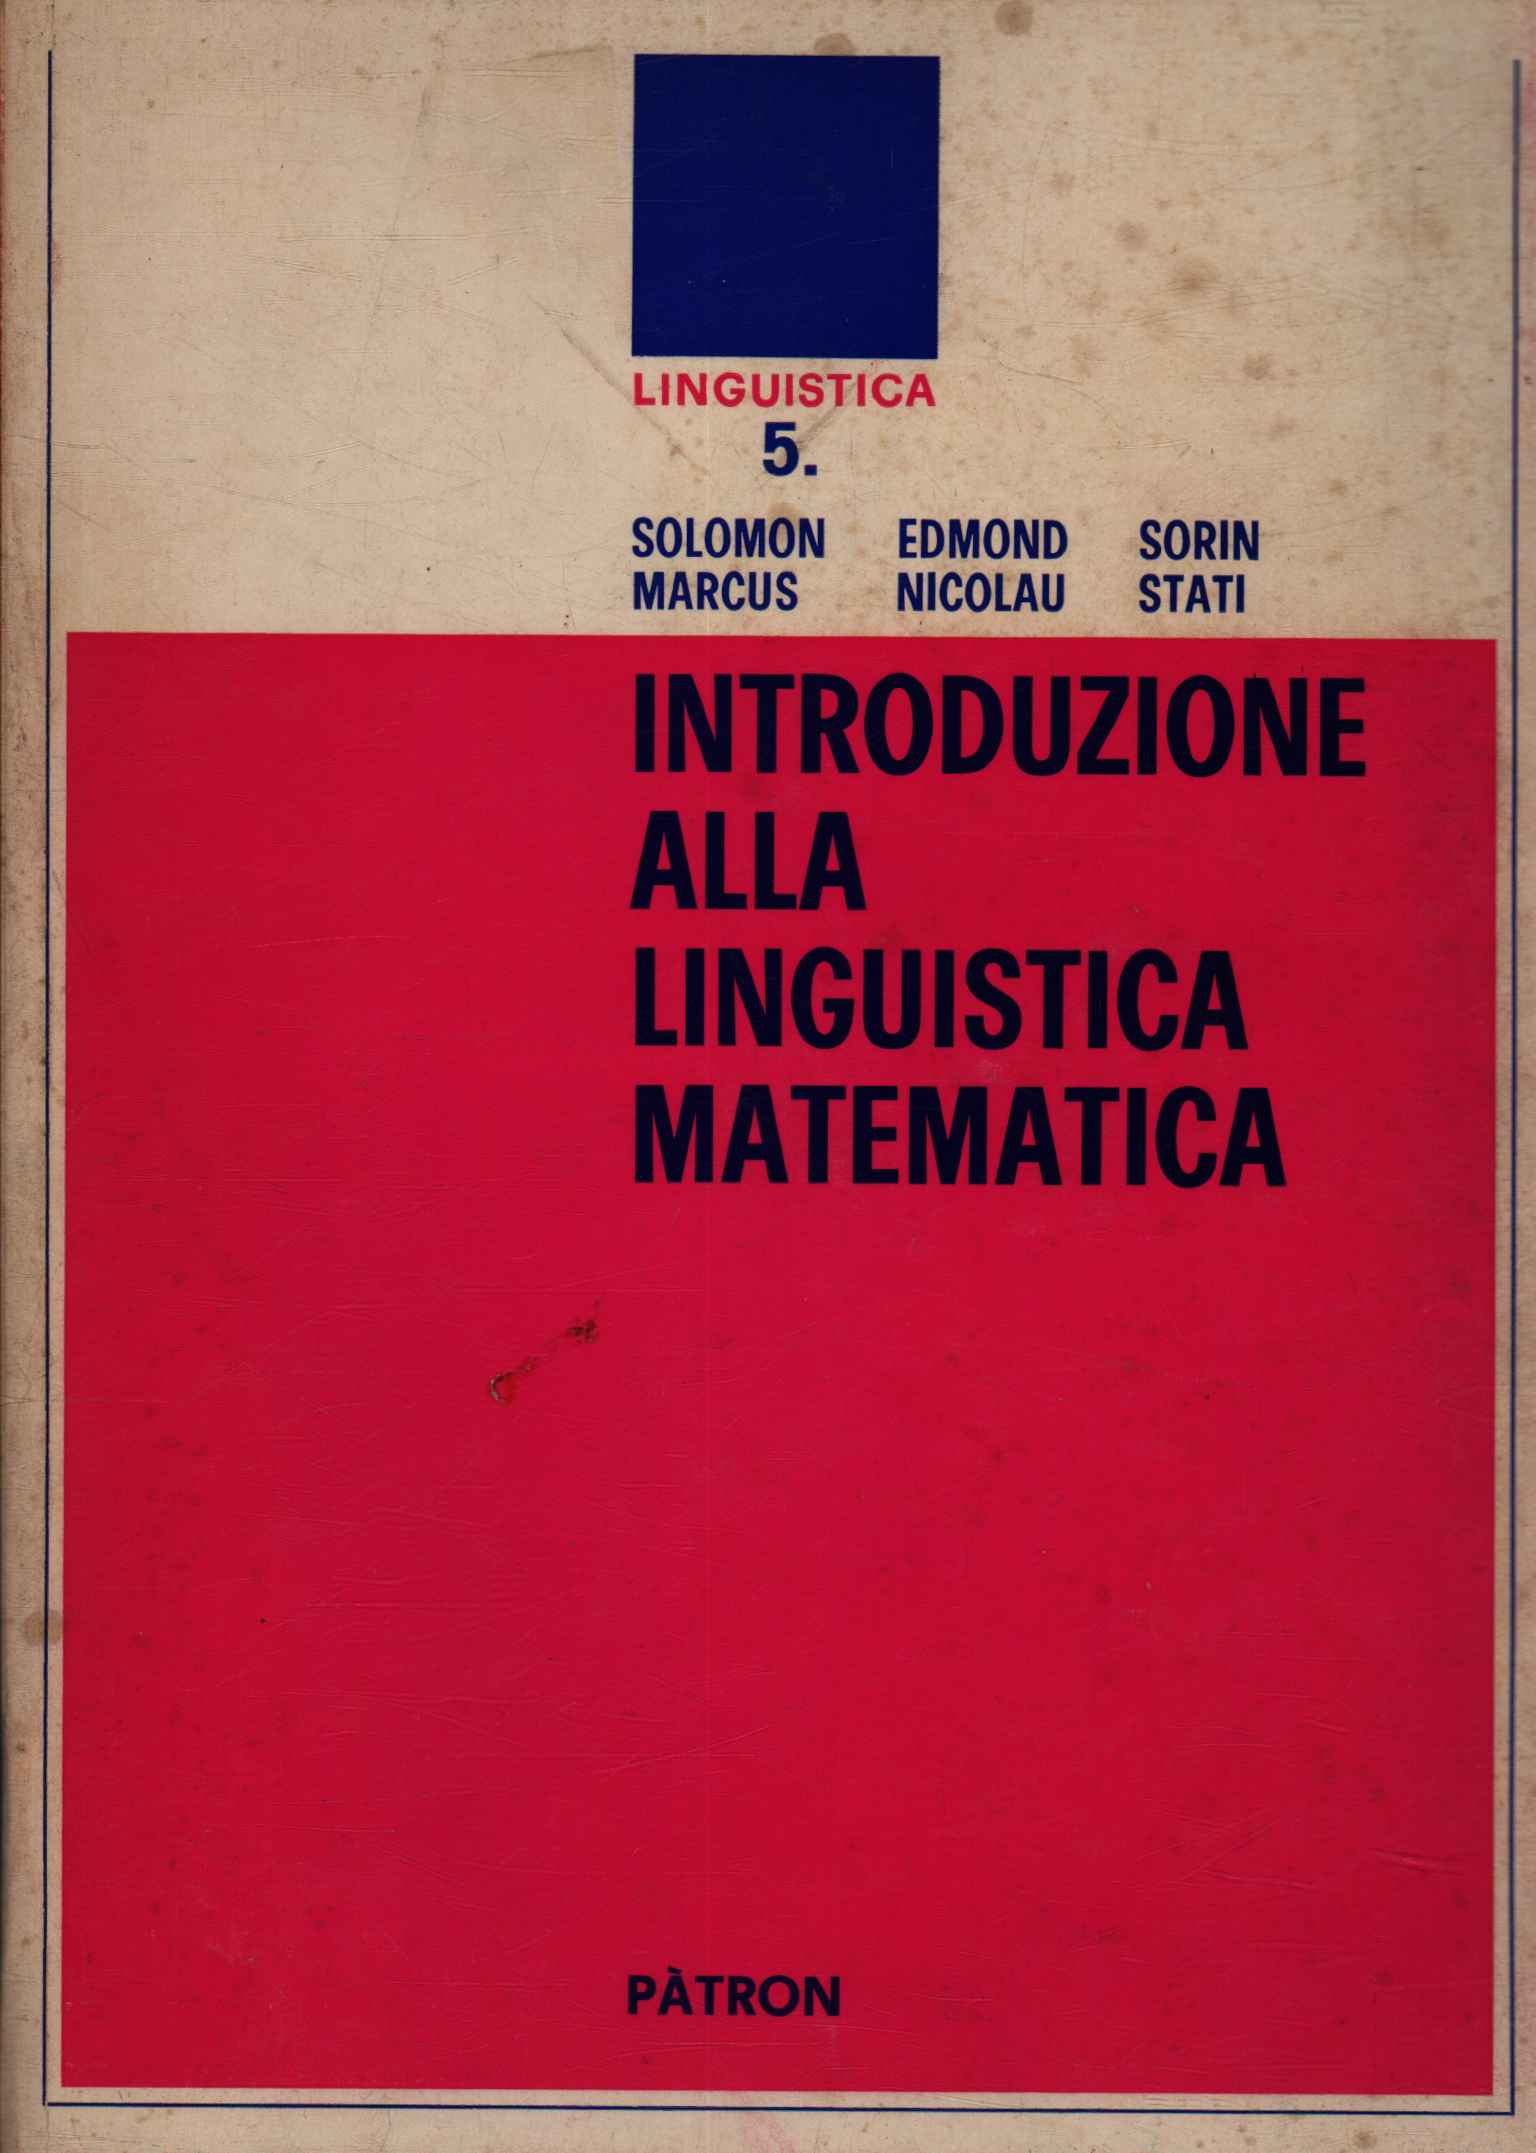 LINGUISTICA
5.
SOLOMON MARCUS
EDMOND NICOLAU
SORIN STATI
INTRODUZIONE
ALLA
LINGUISTICA
MATEMATICA
PÀTRON